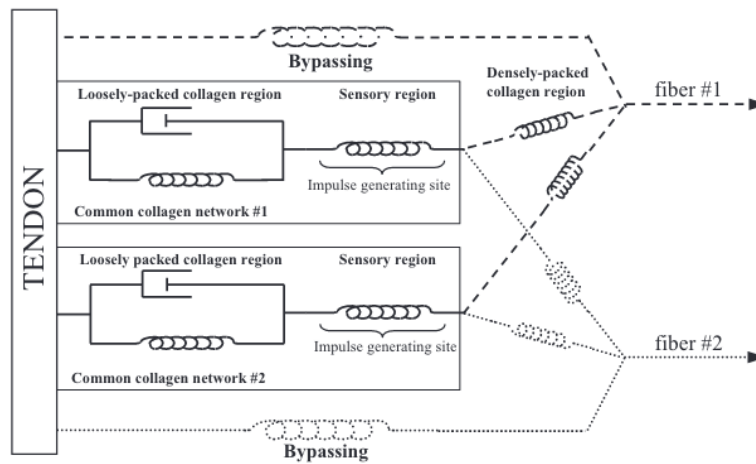 Bypassing
Densely-packed
collagen region
fiber #1
Loosely-packed collagen region
Sensory region
Impulse generating site
Common collagen network #1
TENDON
Loosely packed collagen region
Sensory region
Impulse generating site
Common collagen network #2
fiber #2
Bypassing